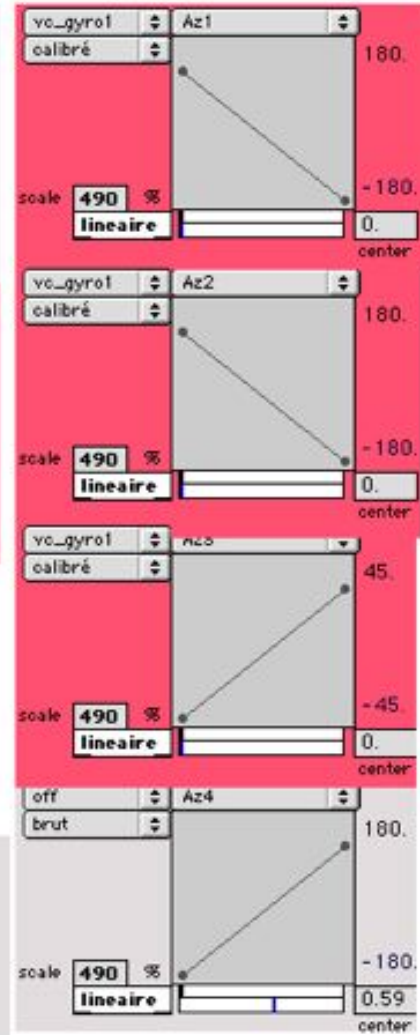 vc_gyro1 Az1
calibré 180.
-180.
scale 490 %
lineaire 0.
center
vc_gyro1 Az2
calibré 180.
-180.
scale 490 %
lineaire 0.
center
vc_gyro1 Az3
calibré 45.
-45.
scale 490 %
lineaire 0.
center
off Az4
brut 180.
-180.
scale 490 %
lineaire 0.59
center